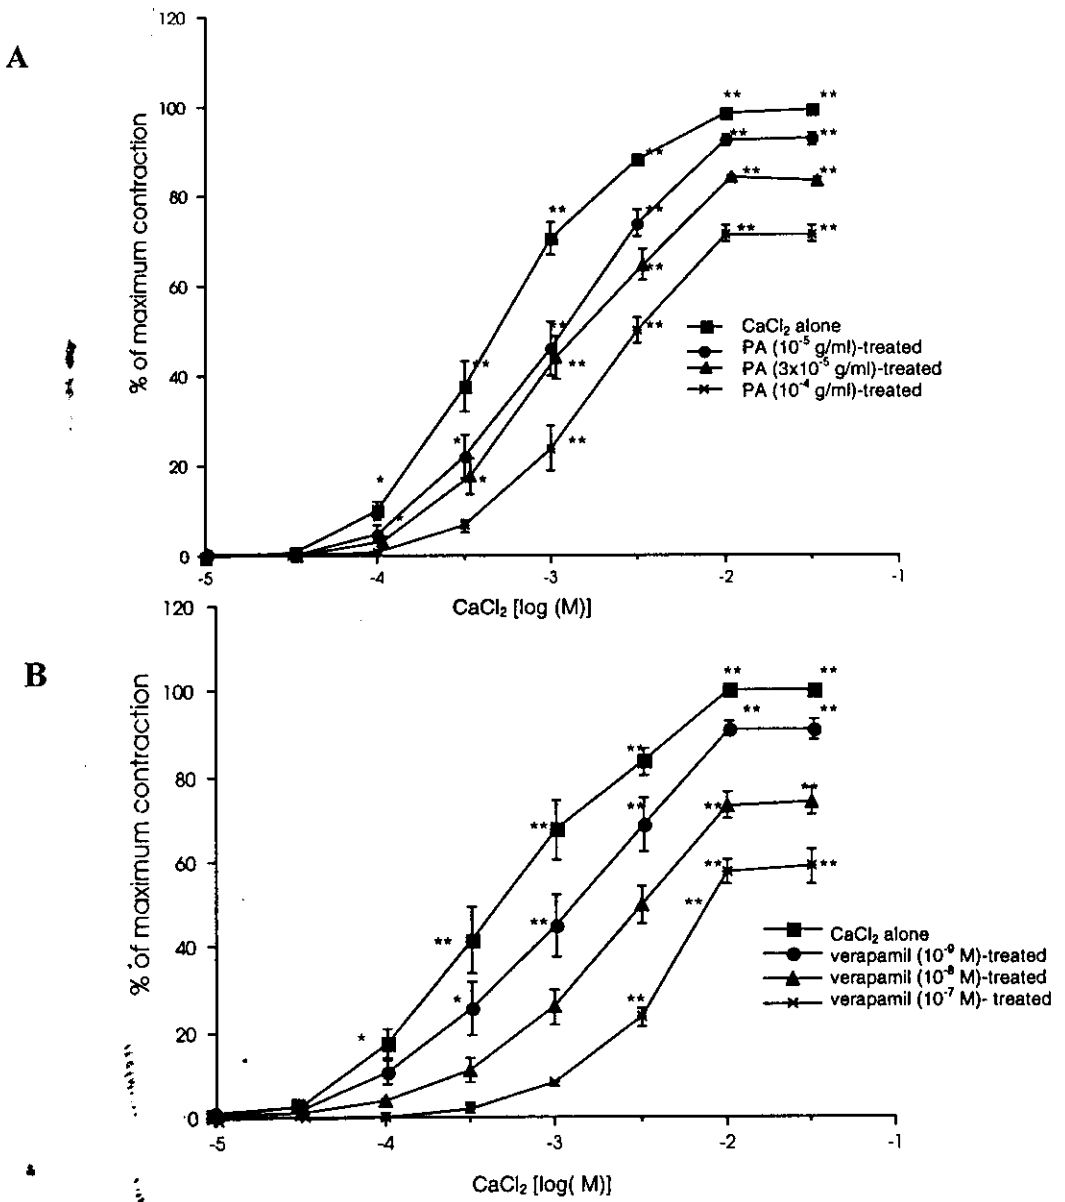 A
120
100
80
60
40
20
0
% of maximum contraction
** **
** ** **
** ** **
** **
**
**
** **
** **
* **
* *
*
CaCl₂ alone
PA (10⁻⁵ g/ml)-treated
PA (3x10⁻⁵ g/ml)-treated
PA (10⁻⁴ g/ml)-treated
-5 -4 -3 -2 -1
CaCl₂ [log (M)]
B
120
100
80
60
40
20
0
% of maximum contraction
** **
** **
**
** ** **
** ** **
** **
**
* **
*
CaCl₂ alone
verapamil (10⁻⁹ M)-treated
verapamil (10⁻⁸ M)-treated
verapamil (10⁻⁷ M)- treated
-5 -4 -3 -2 -1
CaCl₂ [log( M)]